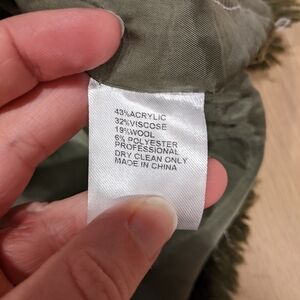 43%ACRYLIC
32%VISCOSE
19%WOOL
6% POLYESTER
PROFESSIONAL
DRY CLEAN ONLY
MADE IN CHINA